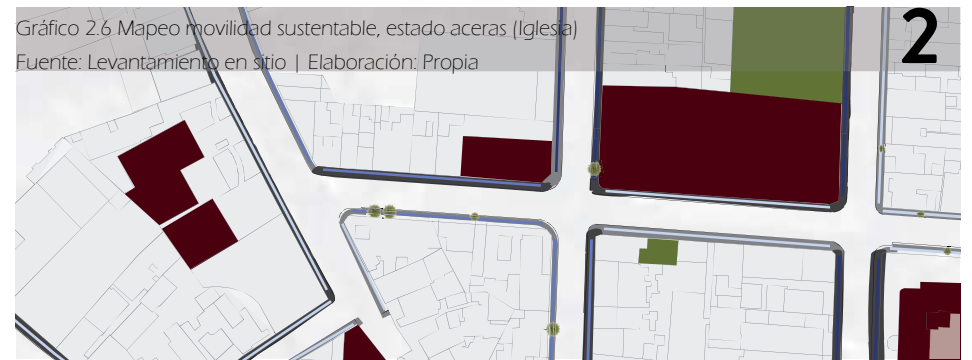 Gráfico 2.6 Mapeo movilidad sustentable, estado aceras (Iglesia)
Fuente: Levantamiento en sitio | Elaboración: Propia
2